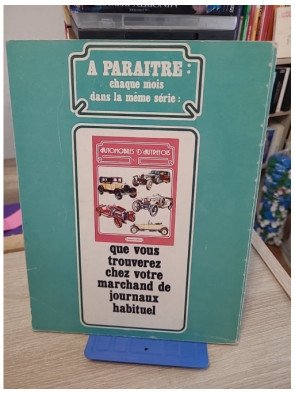 A PARAITRE :
chaque mois
dans la même série :
AUTOMOBILES D'AUTREFOIS
que vous
trouverez
chez votre
marchand de
journaux
habituel